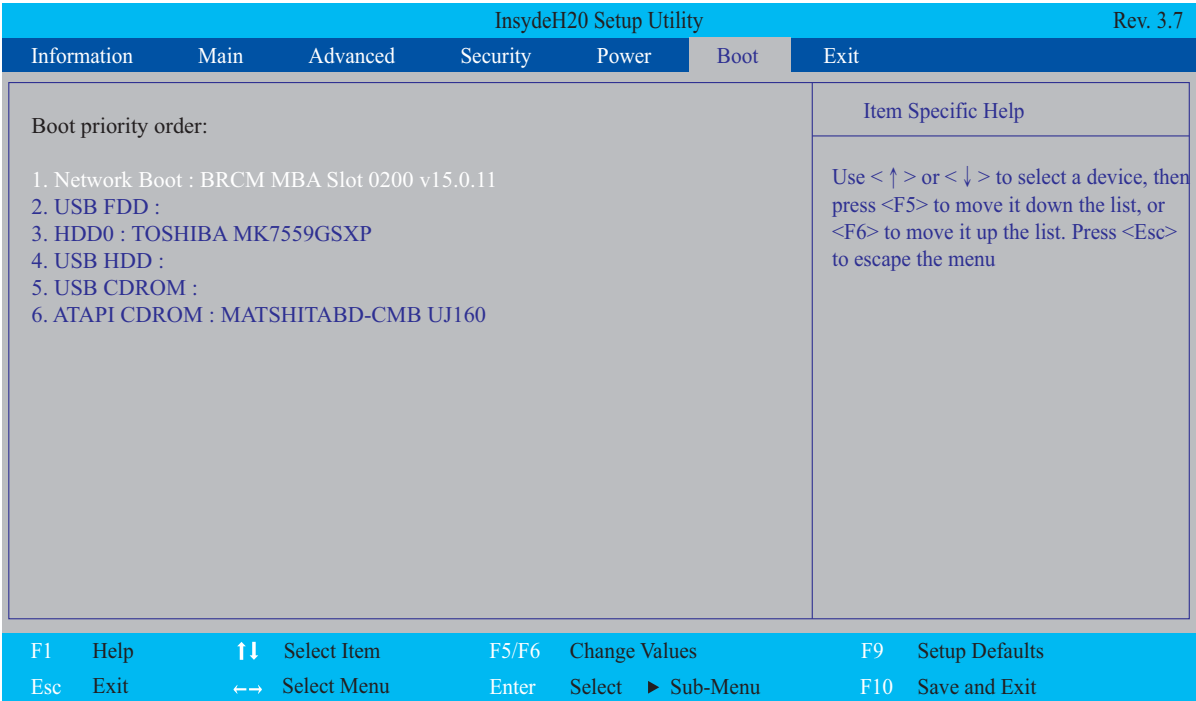 InsydeH20 Setup Utility Rev. 3.7
Information Main Advanced Security Power Boot Exit
Boot priority order:
1. Network Boot : BRCM MBA Slot 0200 v15.0.11
2. USB FDD :
3. HDD0 : TOSHIBA MK7559GSXP
4. USB HDD :
5. USB CDROM :
6. ATAPI CDROM : MATSHITABD-CMB UJ160
Item Specific Help
Use < ↑ > or < ↓ > to select a device, then
press <F5> to move it down the list, or
<F6> to move it up the list. Press <Esc>
to escape the menu
F1 Help ↑↓ Select Item F5/F6 Change Values F9 Setup Defaults
Esc Exit ←→ Select Menu Enter Select ▶ Sub-Menu F10 Save and Exit